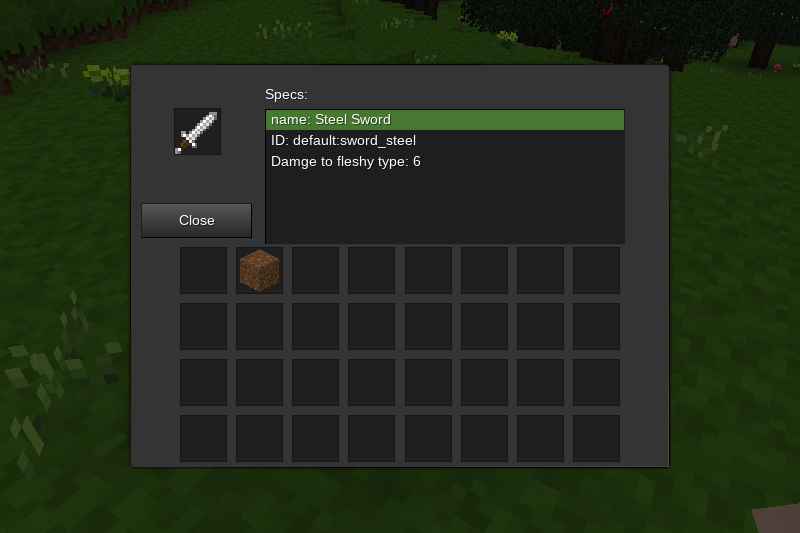 Specs:
name: Steel Sword
ID: default:sword_steel
Damge to fleshy type: 6
Close